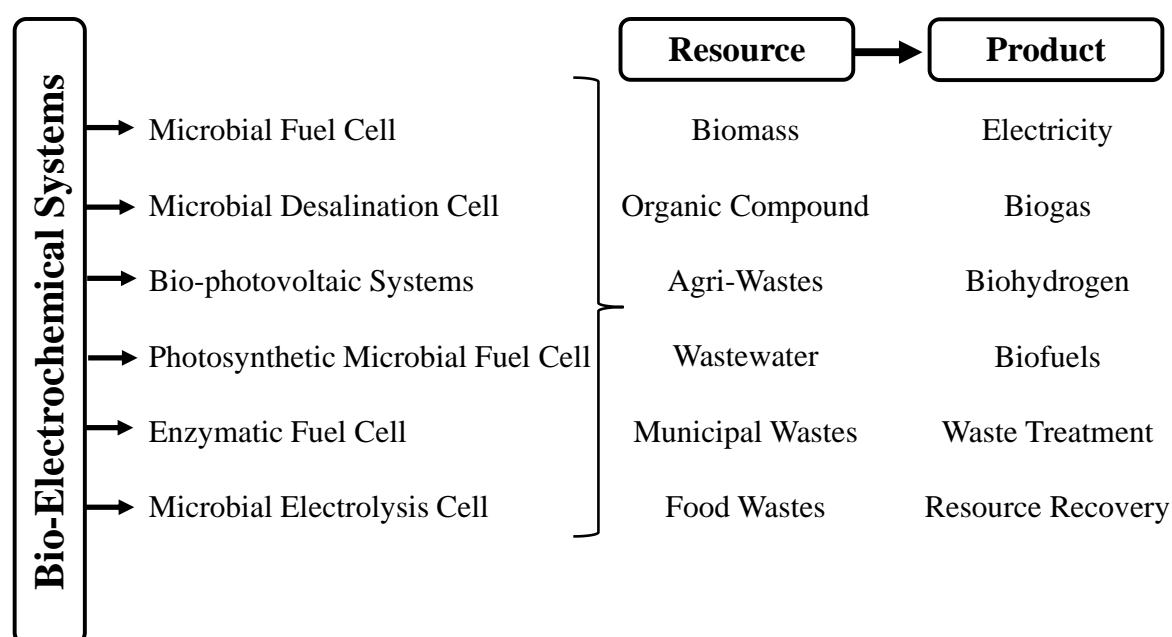 Bio-Electrochemical Systems
Resource
Product
Microbial Fuel Cell
Biomass
Electricity
Microbial Desalination Cell
Organic Compound
Biogas
Bio-photovoltaic Systems
Agri-Wastes
Biohydrogen
Photosynthetic Microbial Fuel Cell
Wastewater
Biofuels
Enzymatic Fuel Cell
Municipal Wastes
Waste Treatment
Microbial Electrolysis Cell
Food Wastes
Resource Recovery